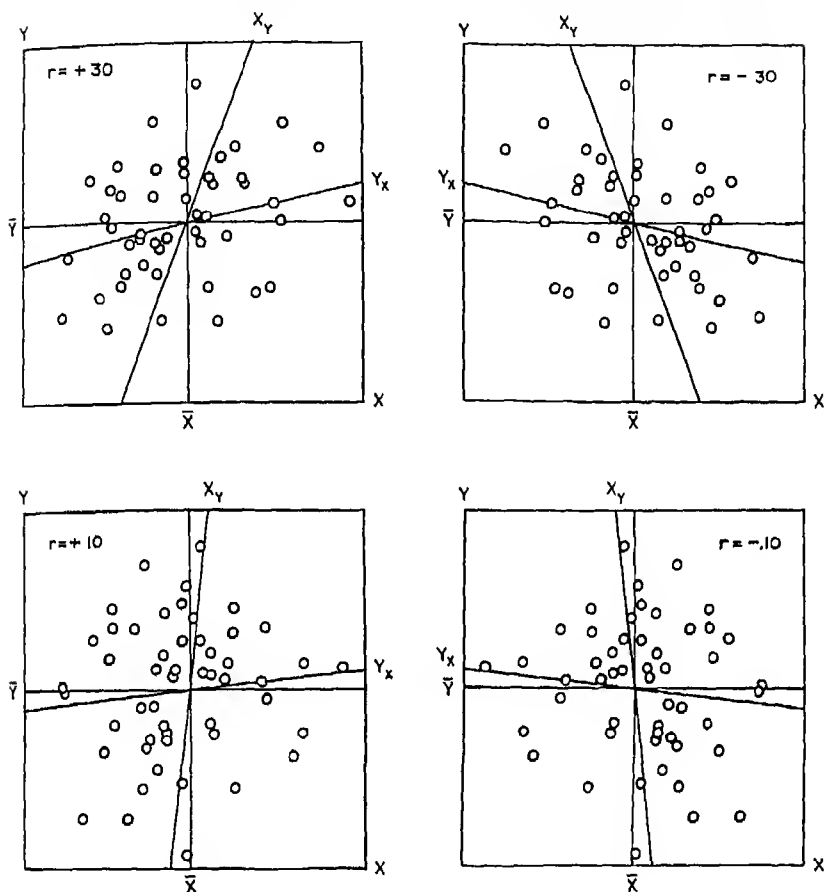 Y X_Y
r = + 30
Y_X
Ȳ
X̄ X
X_Y
r = - 30
Y_X
Ȳ
X̄ X
Y X_Y
r = + 10
Y_X
Ȳ
X̄ X
Y X_Y
r = -.10
Y_X
Ȳ
X̄ X